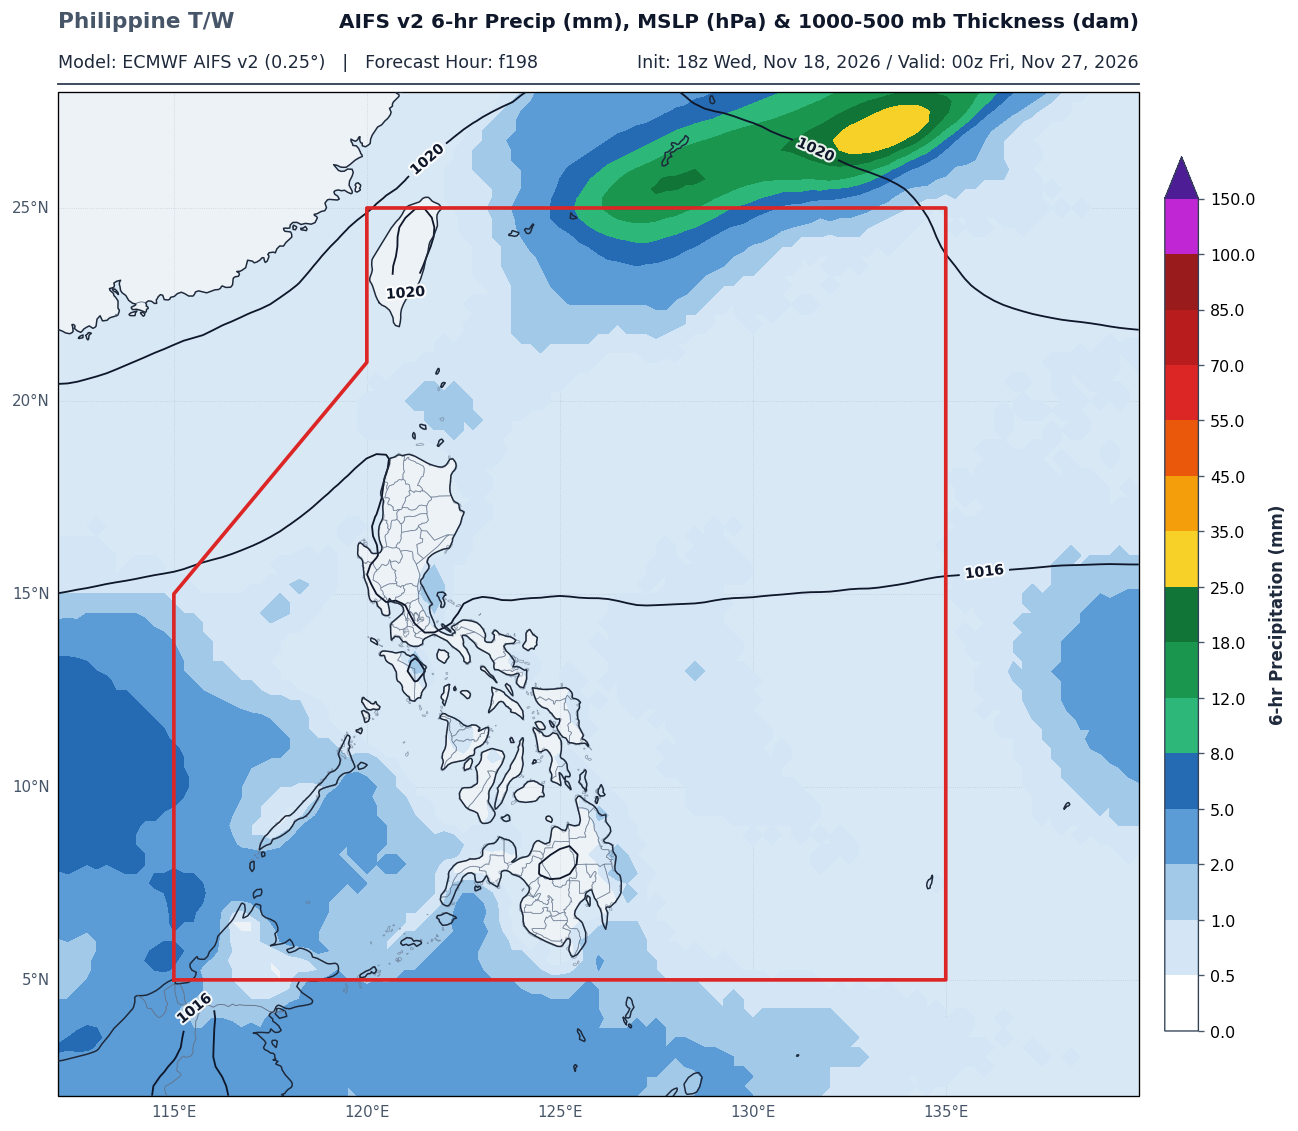 Philippine T/W
AIFS v2 6-hr Precip (mm), MSLP (hPa) & 1000-500 mb Thickness (dam)
Model: ECMWF AIFS v2 (0.25°)   |   Forecast Hour: f198
Init: 18z Wed, Nov 18, 2026 / Valid: 00z Fri, Nov 27, 2026
1020
1020
1020
1016
1016
25°N
20°N
15°N
10°N
5°N
115°E
120°E
125°E
130°E
135°E
150.0
100.0
85.0
70.0
55.0
45.0
35.0
25.0
18.0
12.0
8.0
5.0
2.0
1.0
0.5
0.0
6-hr Precipitation (mm)